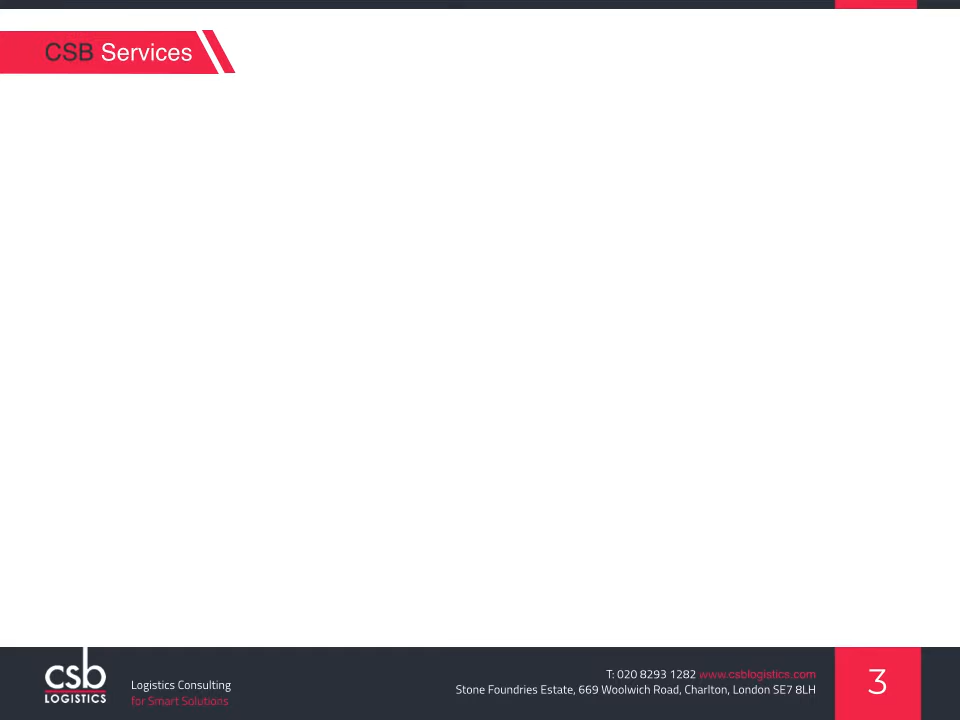 CSB Services
csb
LOGISTICS
Logistics Consulting
for Smart Solutions
T: 020 8293 1282 www.csblogistics.com
Stone Foundries Estate, 669 Woolwich Road, Charlton, London SE7 8LH
3